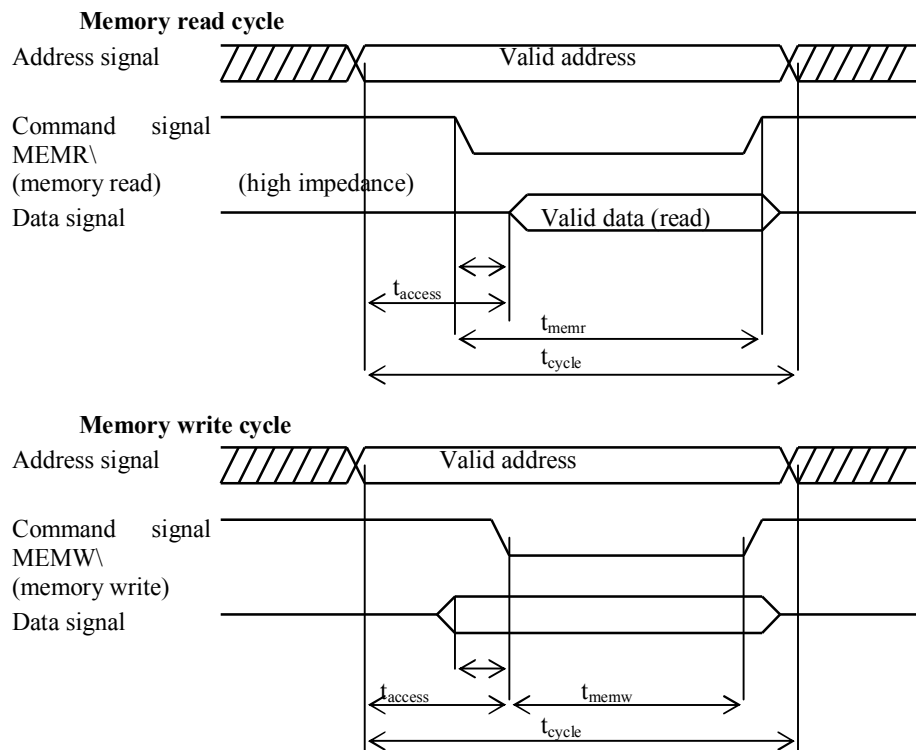 Memory read cycle
Address signal
Valid address
Command signal
MEMR\
(memory read) (high impedance)
Data signal
Valid data (read)
taccess
tmemr
tcycle
Memory write cycle
Address signal
Valid address
Command signal
MEMW\
(memory write)
Data signal
taccess
tmemw
tcycle